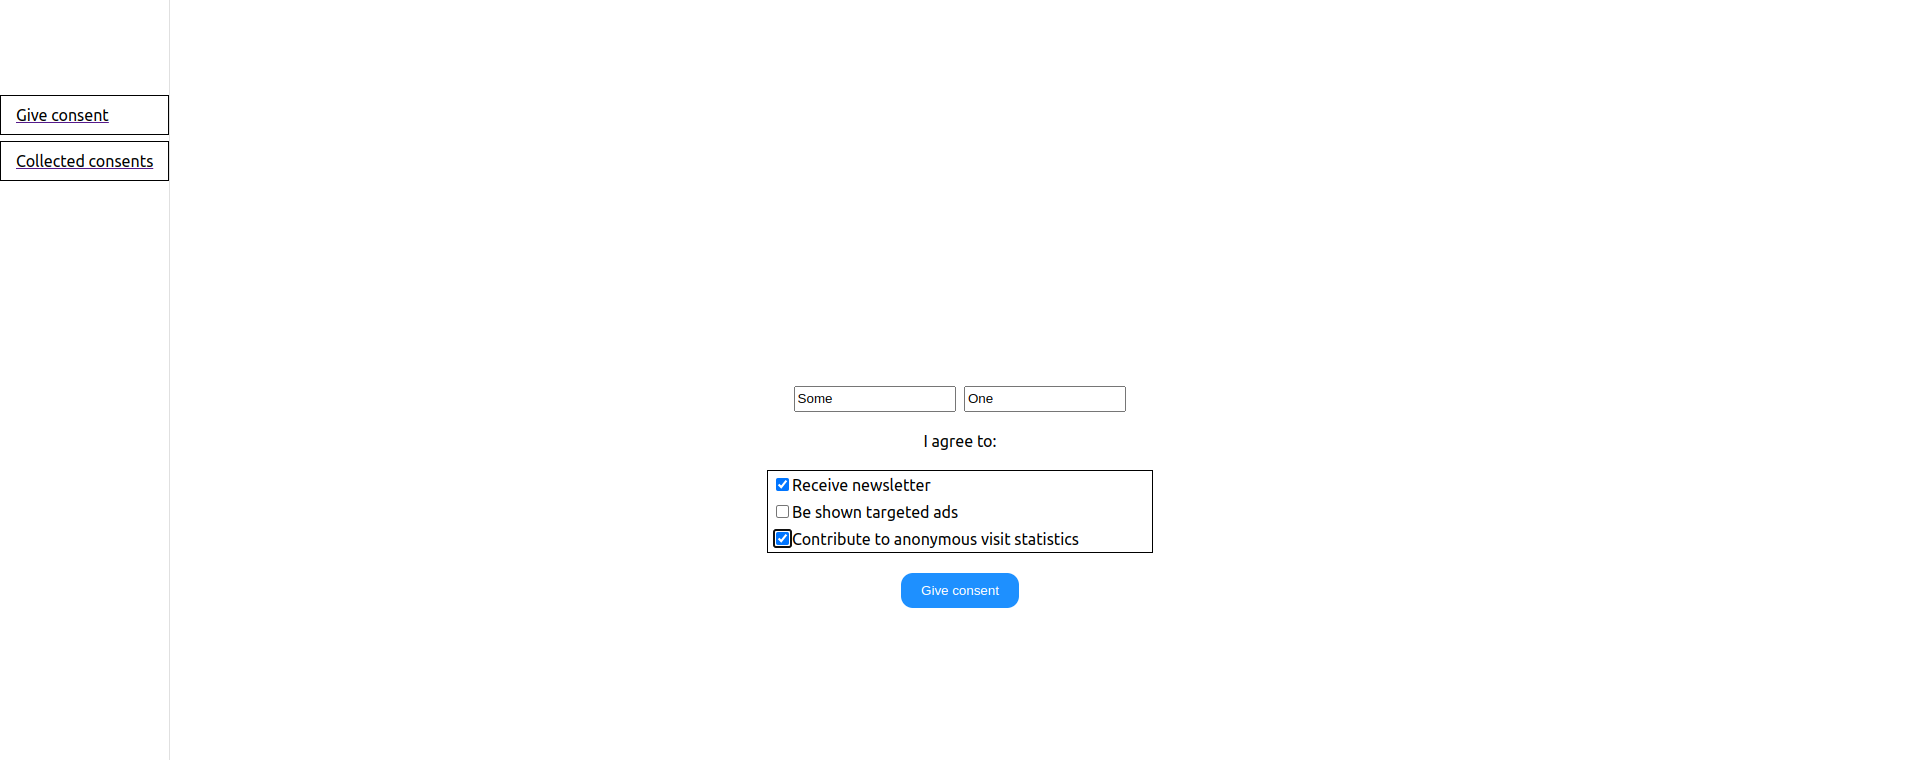 Give consent
Collected consents
Some One
I agree to:
Receive newsletter
Be shown targeted ads
Contribute to anonymous visit statistics
Give consent